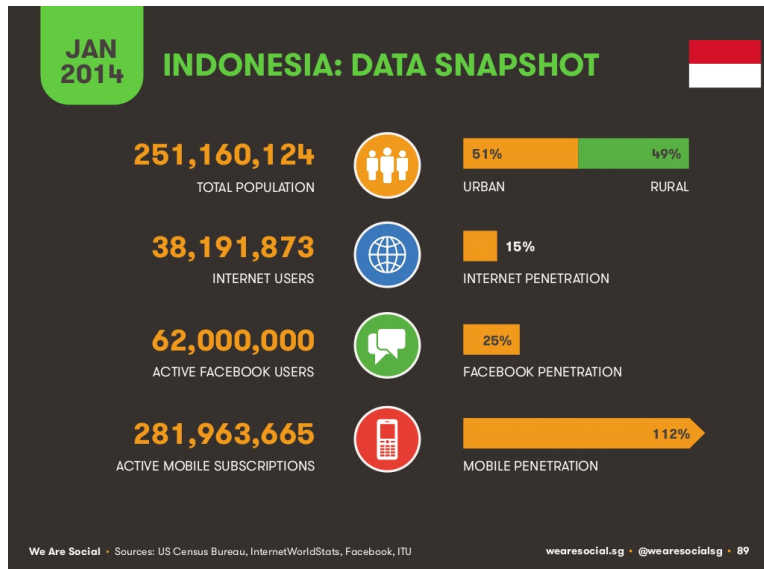 JAN
2014
INDONESIA: DATA SNAPSHOT
251,160,124
TOTAL POPULATION
51%
49%
URBAN
RURAL
38,191,873
INTERNET USERS
15%
INTERNET PENETRATION
62,000,000
ACTIVE FACEBOOK USERS
25%
FACEBOOK PENETRATION
281,963,665
ACTIVE MOBILE SUBSCRIPTIONS
112%
MOBILE PENETRATION
We Are Social • Sources: US Census Bureau, InternetWorldStats, Facebook, ITU
wearesocial.sg • @wearesocialsg • 89